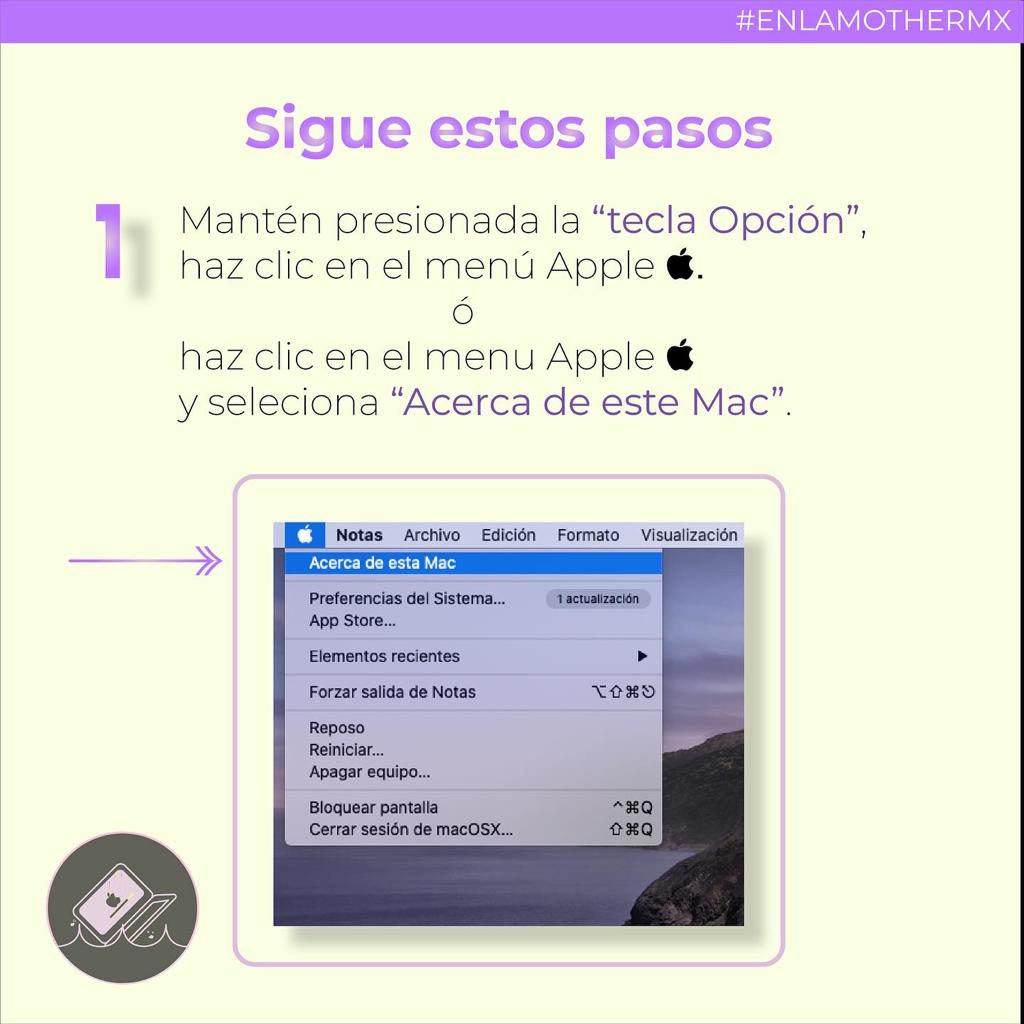 #ENLAMOTHERMX
Sigue estos pasos
1
Mantén presionada la “tecla Opción”,
haz clic en el menú Apple .
ó
haz clic en el menu Apple 
y seleciona “Acerca de este Mac”.
Notas Archivo Edición Formato Visualización
Acerca de esta Mac
Preferencias del Sistema... 1 actualización
App Store...
Elementos recientes ▶
Forzar salida de Notas ⌥⇧⌘⎋
Reposo
Reiniciar...
Apagar equipo...
Bloquear pantalla ^⌘Q
Cerrar sesión de macOSX... ⇧⌘Q